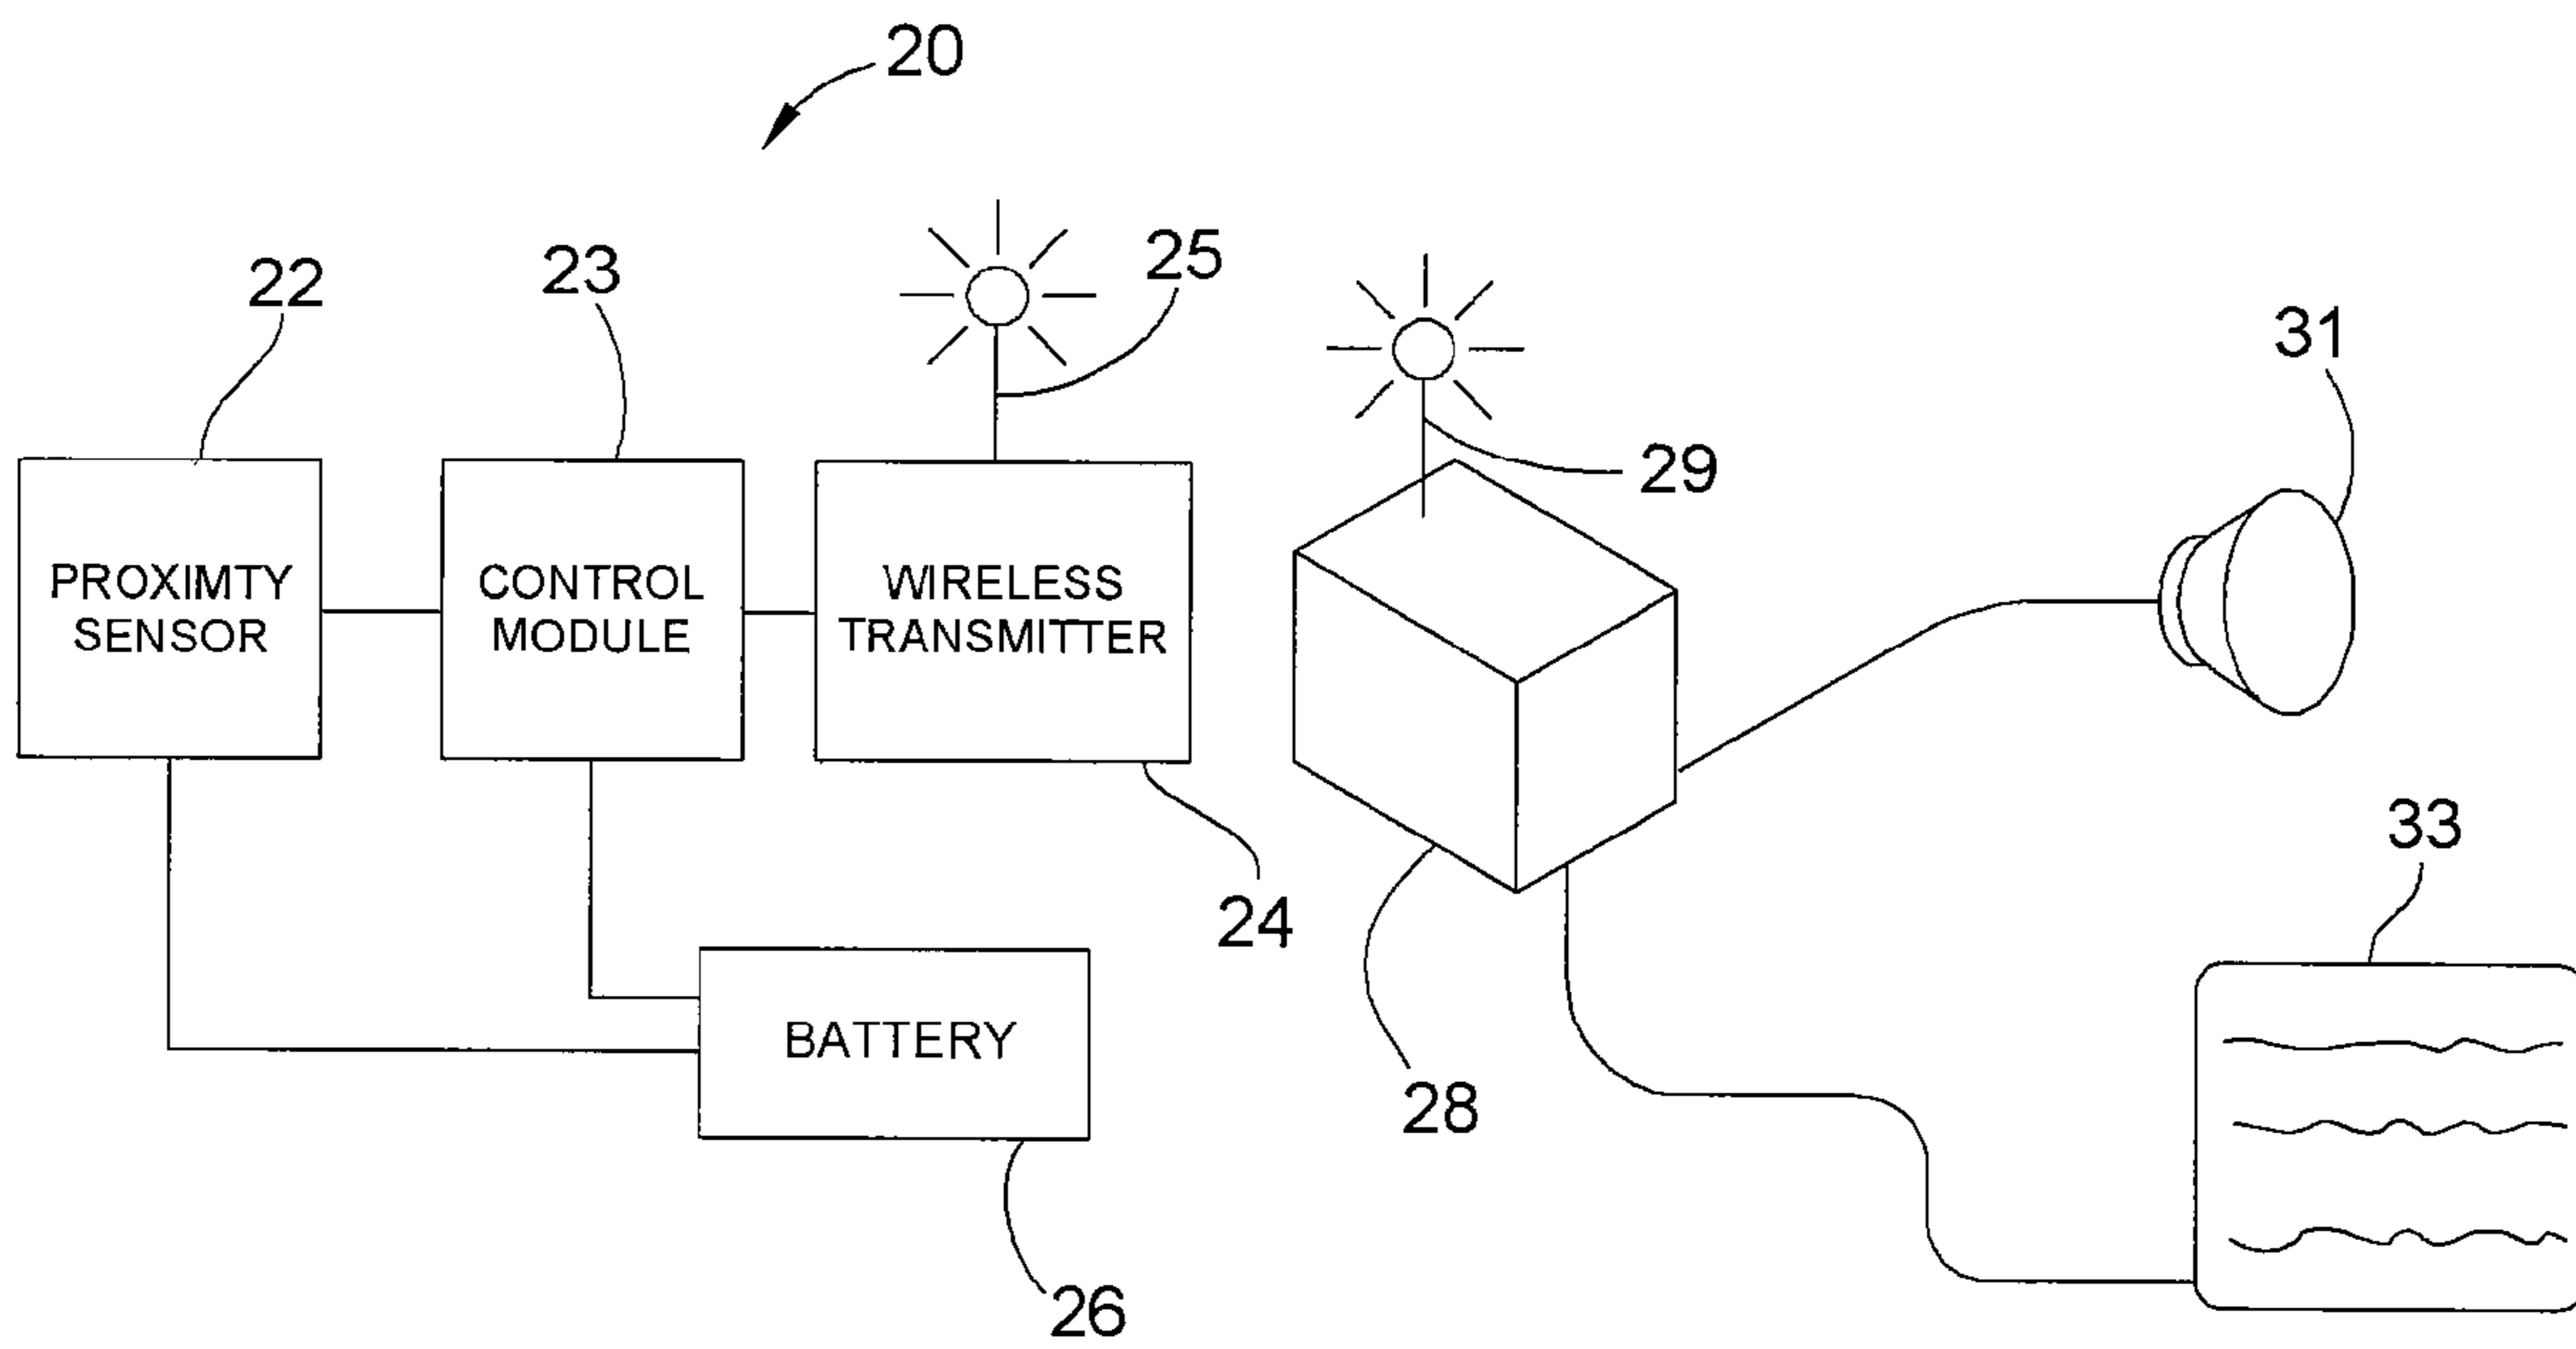 20
22
23
25
29
31
PROXIMTY
SENSOR
CONTROL
MODULE
WIRELESS
TRANSMITTER
24
33
BATTERY
28
26